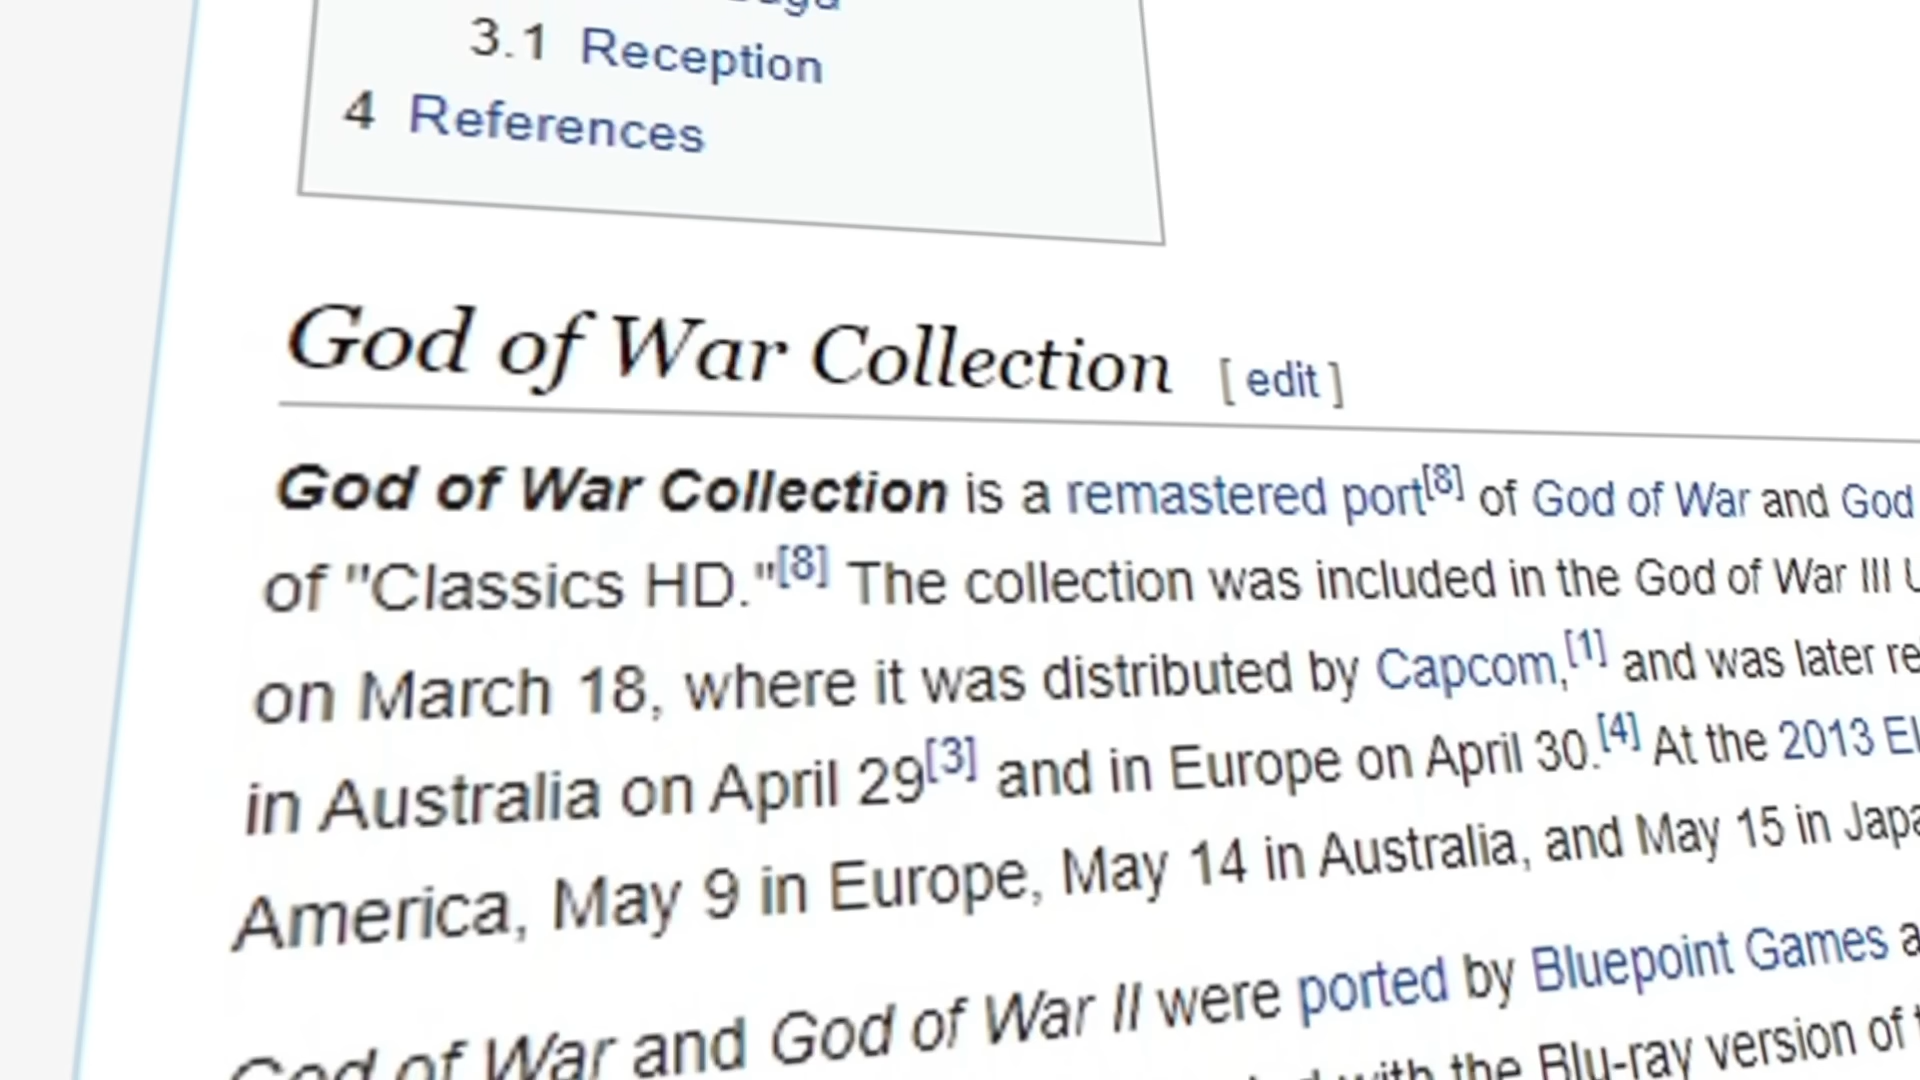 3.1 Reception
4 References
God of War Collection [ edit ]
God of War Collection is a remastered port[8] of God of War and God
of "Classics HD."[8] The collection was included in the God of War III
on March 18, where it was distributed by Capcom,[1] and was later
in Australia on April 29[3] and in Europe on April 30.[4] At the 2013
America, May 9 in Europe, May 14 in Australia, and May 15 in
God of War and God of War II were ported by Bluepoint Games
with the Blu-ray version of